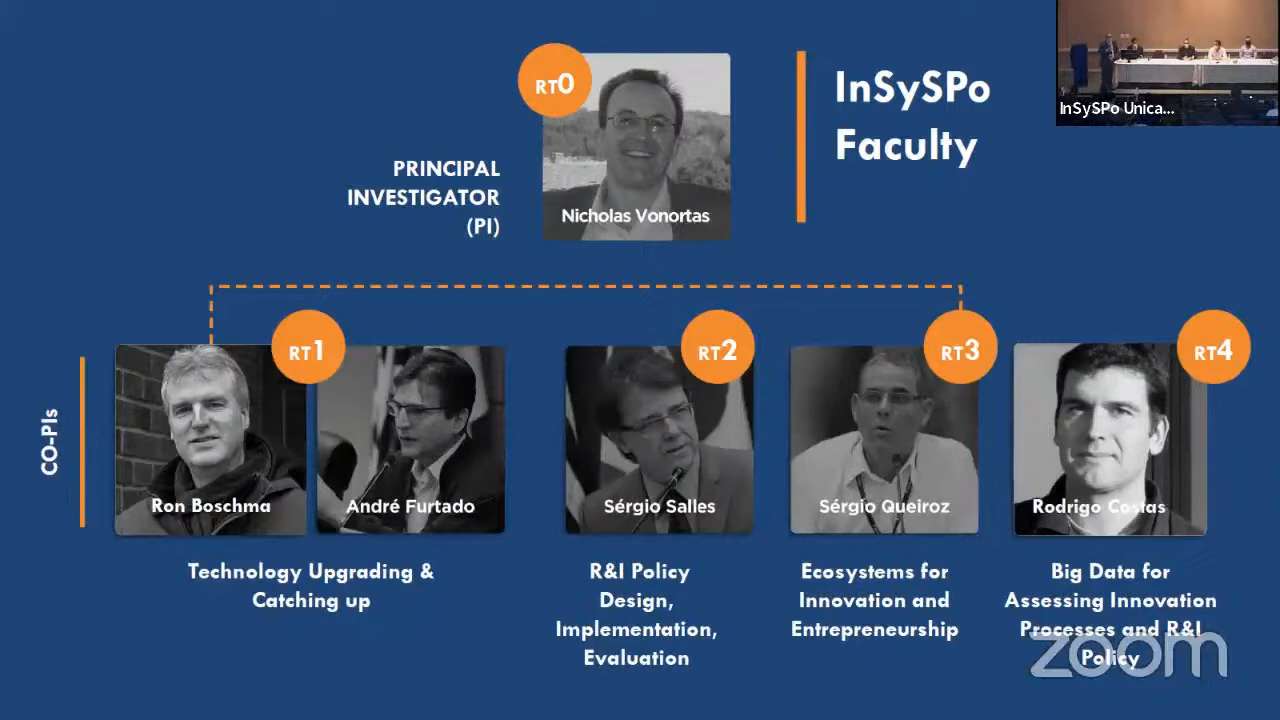 InSySPo
Faculty
InSySPo Unica...
RT0
PRINCIPAL
INVESTIGATOR
(PI)
Nicholas Vonortas
CO-PIs
RT1
RT2
RT3
RT4
Ron Boschma
André Furtado
Sérgio Salles
Sérgio Queiroz
Rodrigo Costas
Technology Upgrading &
Catching up
R&I Policy
Design,
Implementation,
Evaluation
Ecosystems for
Innovation and
Entrepreneurship
Big Data for
Assessing Innovation
Processes and R&I
Policy
zoom